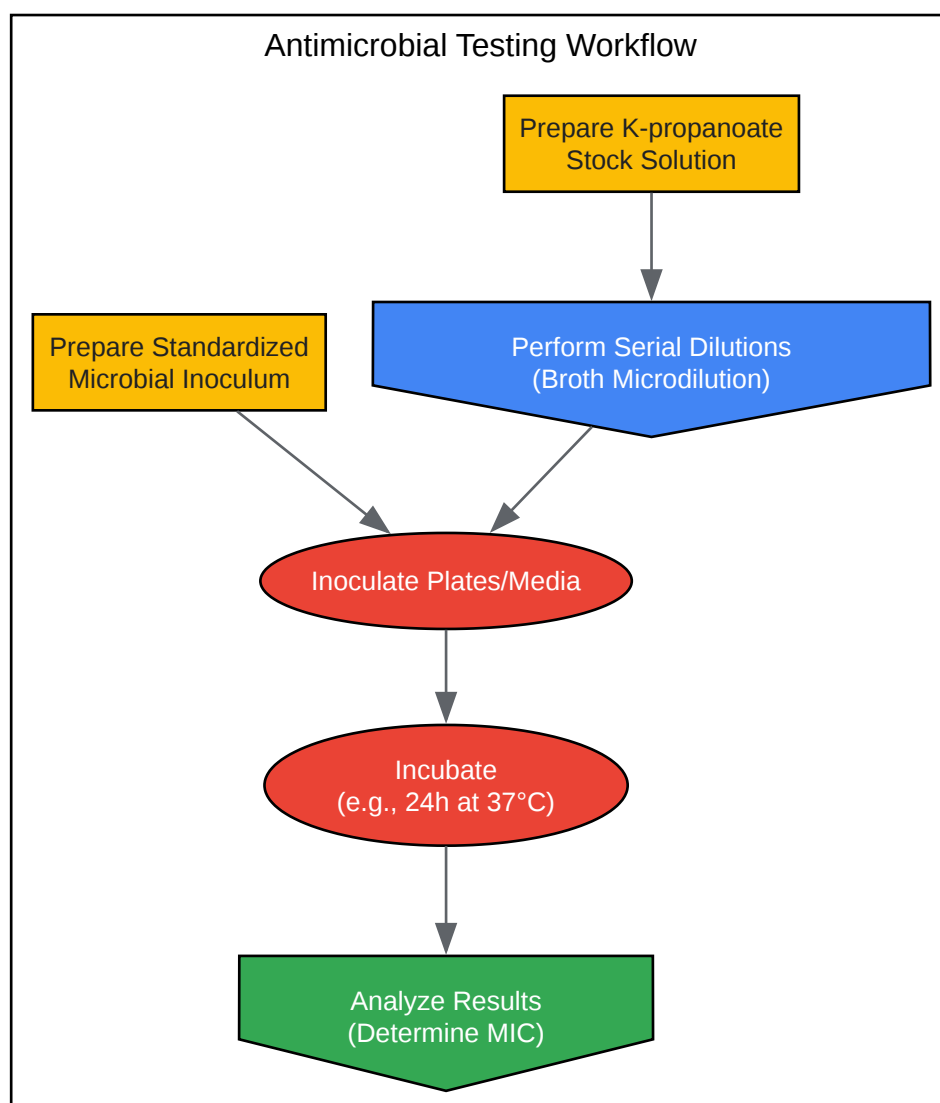 Antimicrobial Testing Workflow
Prepare K-propanoate
Stock Solution
Prepare Standardized
Microbial Inoculum
Perform Serial Dilutions
(Broth Microdilution)
Inoculate Plates/Media
Incubate
(e.g., 24h at 37°C)
Analyze Results
(Determine MIC)